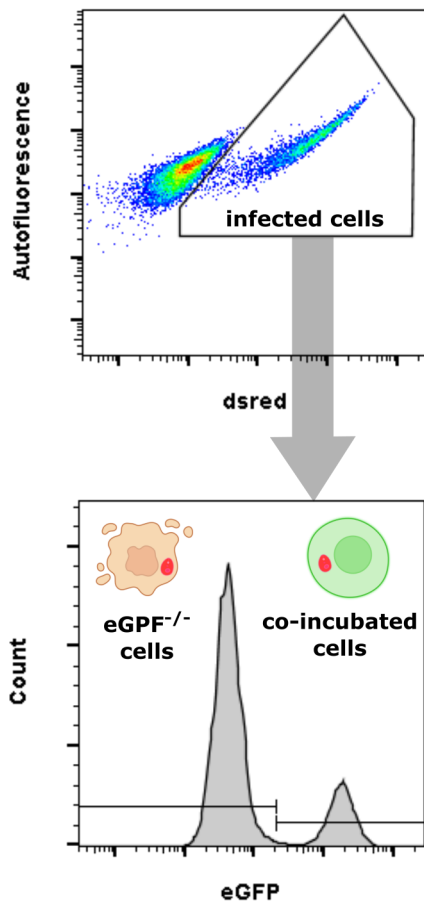 Autofluorescence
infected cells
dsred
eGPF-/-
cells
co-incubated
cells
Count
eGFP